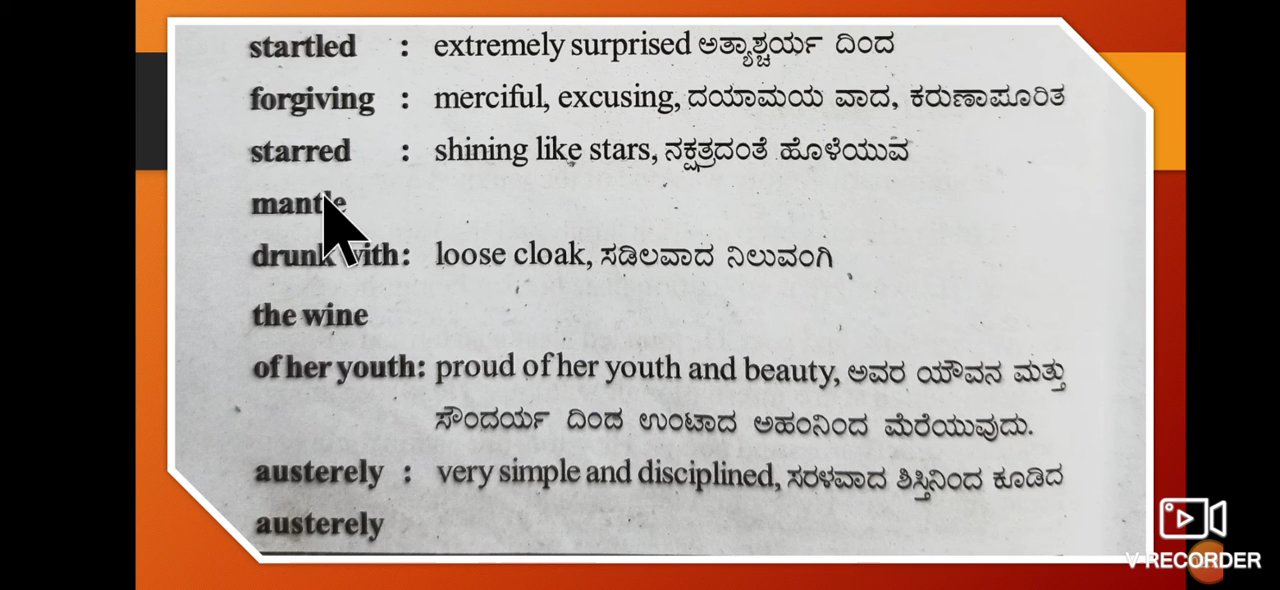 startled : extremely surprised ಅತ್ಯಾಶ್ಚರ್ಯ ದಿಂದ
forgiving : merciful, excusing, ದಯಾಮಯ ವಾದ, ಕರುಣಾಪೂರಿತ
starred : shining like stars, ನಕ್ಷತ್ರದಂತೆ ಹೊಳೆಯುವ
mantle
drunk with: loose cloak, ಸಡಿಲವಾದ ನಿಲುವಂಗಿ
the wine
of her youth: proud of her youth and beauty, ಅವರ ಯೌವನ ಮತ್ತು
ಸೌಂದರ್ಯ ದಿಂಡ ಉಂಟಾದ ಅಹಂನಿಂದ ಮೆರೆಯುವುದು.
austerely : very simple and disciplined, ಸರಳವಾದ ಶಿಸ್ತಿನಿಂದ ಕೂಡಿದ
austerely
V RECORDER